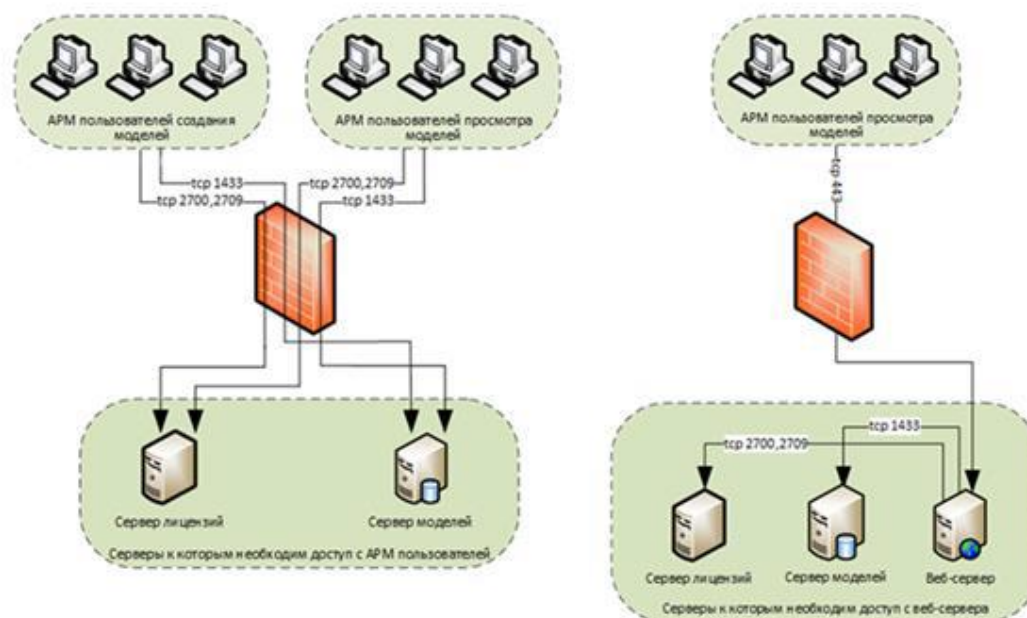 АРМ пользователей создания
моделей
АРМ пользователей просмотра
моделей
tcp 1433
tcp 2700,2709
tcp 2700,2709
tcp 1433
Сервер лицензий
Сервер моделей
Серверы к которым необходим доступ с АРМ пользователей
АРМ пользователей просмотра
моделей
tcp 443
tcp 1433
tcp 2700,2709
Сервер лицензий
Сервер моделей
Веб-сервер
Серверы к которым необходим доступ с веб-сервера